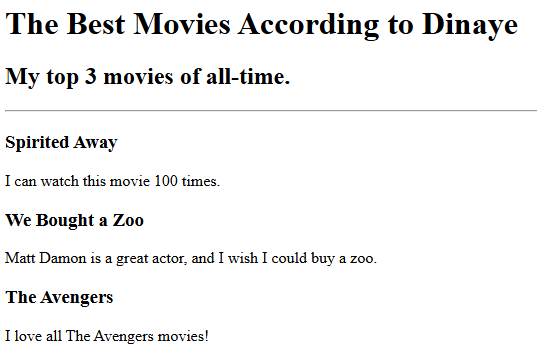 The Best Movies According to Dinaye
My top 3 movies of all-time.
Spirited Away
I can watch this movie 100 times.
We Bought a Zoo
Matt Damon is a great actor, and I wish I could buy a zoo.
The Avengers
I love all The Avengers movies!